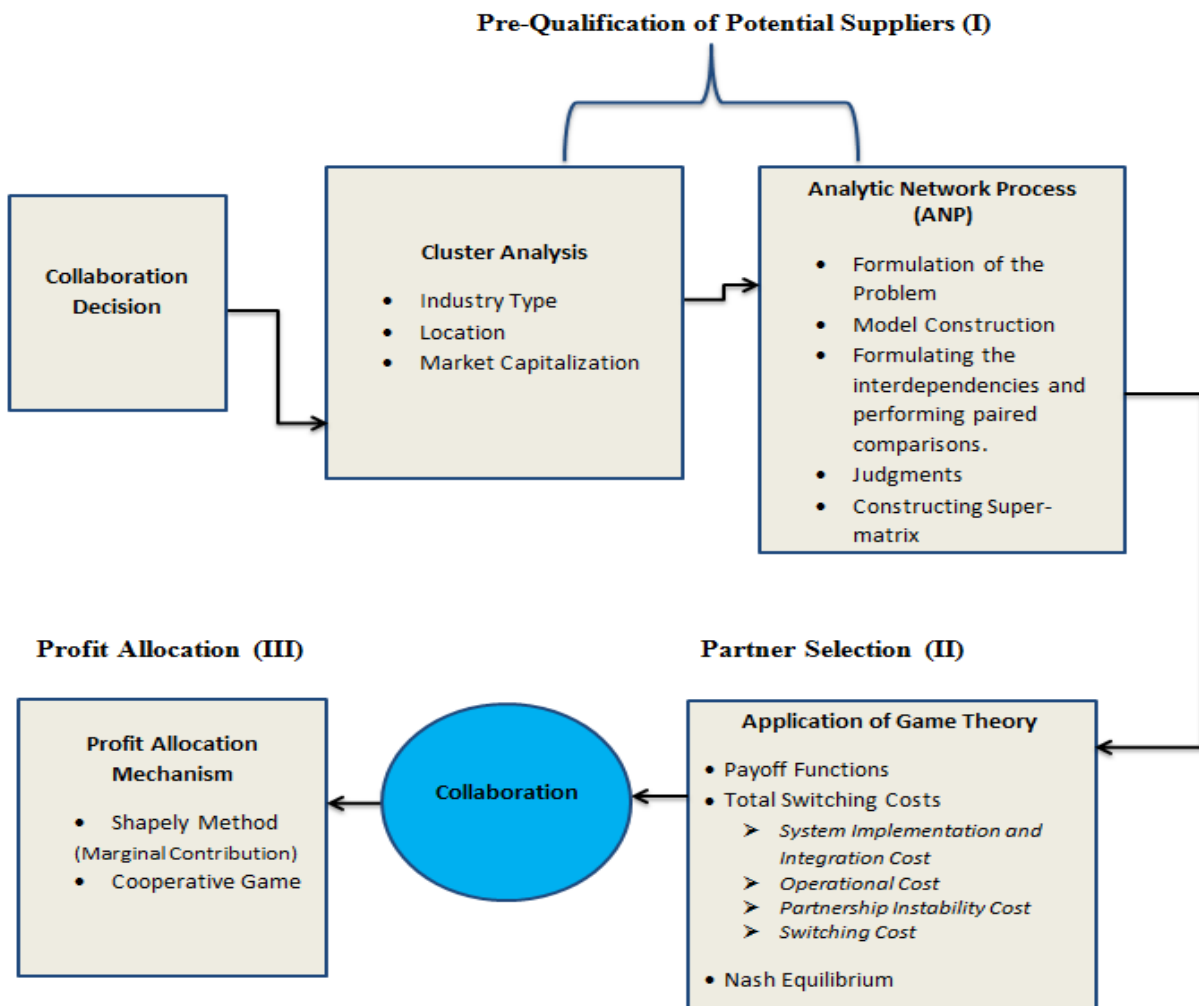 Pre-Qualification of Potential Suppliers (I)
Collaboration
Decision
Cluster Analysis
• Industry Type
• Location
• Market Capitalization
Analytic Network Process
(ANP)
• Formulation of the
Problem
• Model Construction
• Formulating the
interdependencies and
performing paired
comparisons.
• Judgments
• Constructing Super-
matrix
Partner Selection (II)
Application of Game Theory
• Payoff Functions
• Total Switching Costs
➢ System Implementation and
Integration Cost
➢ Operational Cost
➢ Partnership Instability Cost
➢ Switching Cost
• Nash Equilibrium
Collaboration
Profit Allocation (III)
Profit Allocation
Mechanism
• Shapely Method
(Marginal Contribution)
• Cooperative Game